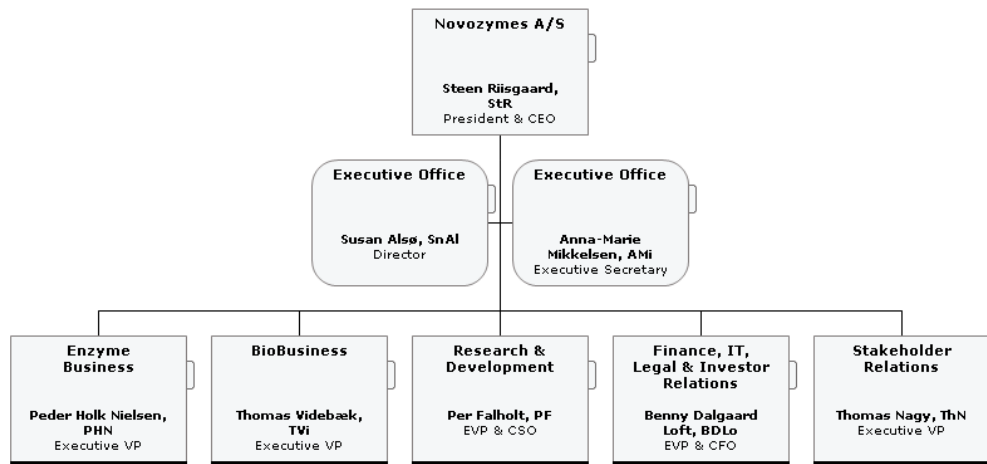 Novozymes A/S
Steen Riisgaard,
StR
President & CEO
Executive Office
Susan Alsø, SnAl
Director
Executive Office
Anna-Marie
Mikkelsen, AMi
Executive Secretary
Enzyme
Business
Peder Holk Nielsen,
PHN
Executive VP
BioBusiness
Thomas Videbæk,
TVi
Executive VP
Research &
Development
Per Falholt, PF
EVP & CSO
Finance, IT,
Legal & Investor
Relations
Benny Dalgaard
Loft, BDLo
EVP & CFO
Stakeholder
Relations
Thomas Nagy, ThN
Executive VP